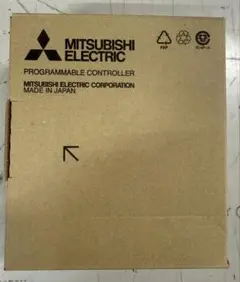 MITSUBISHI
ELECTRIC
PROGRAMMABLE CONTROLLER
MITSUBISHI ELECTRIC CORPORATION
MADE IN JAPAN